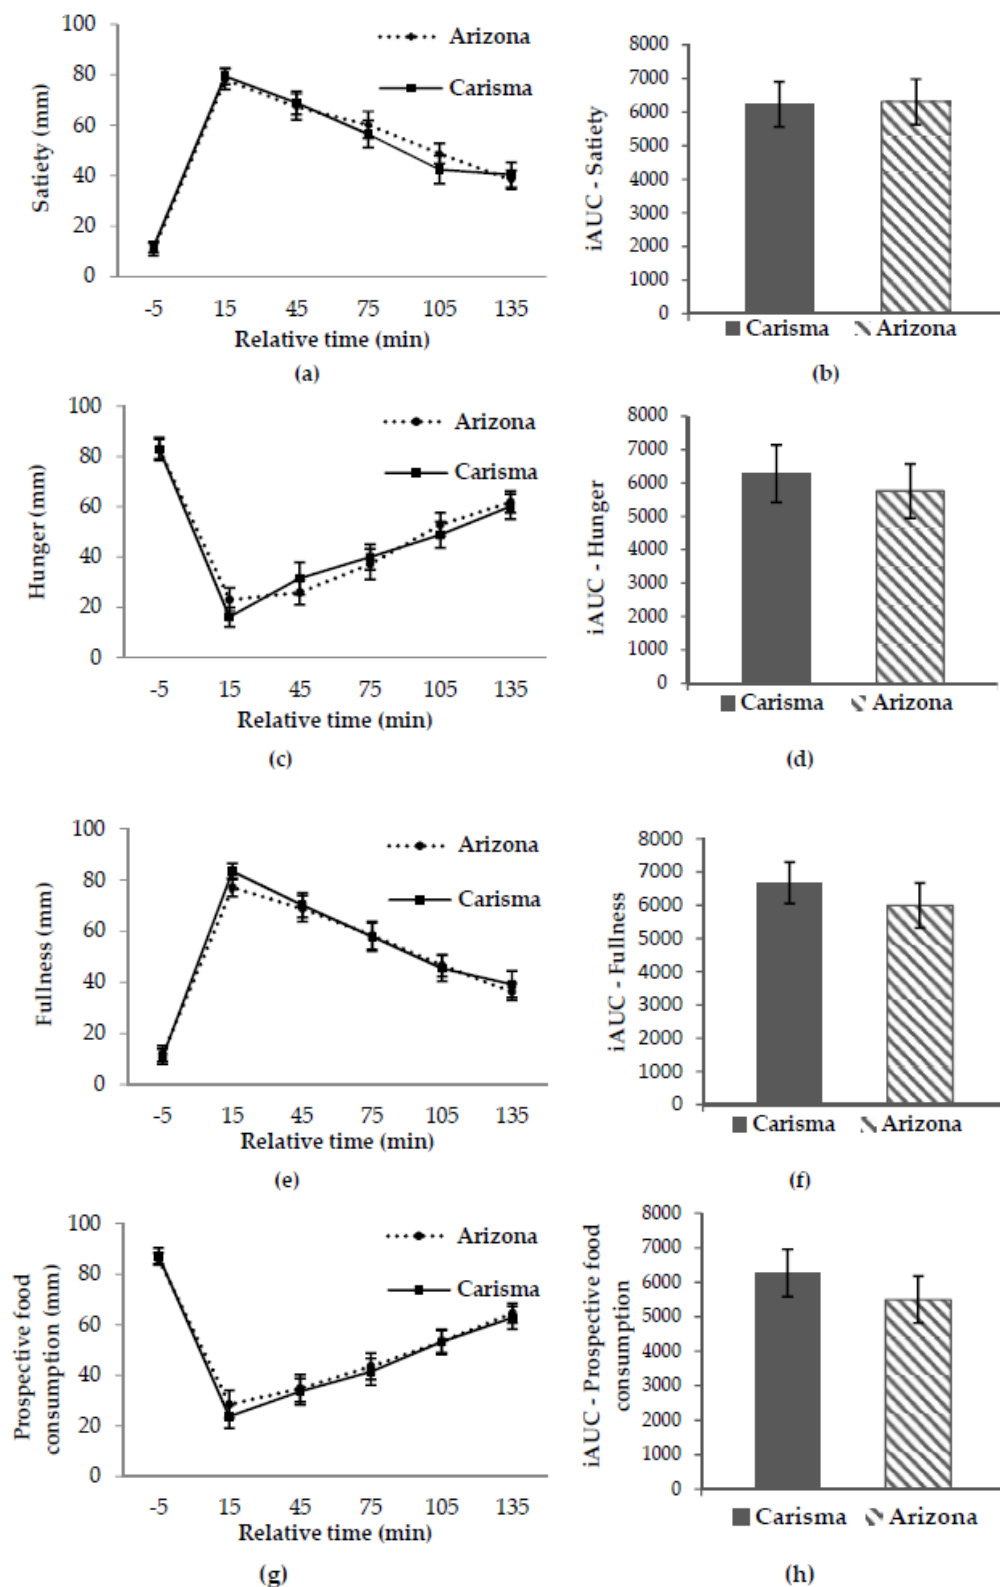 100
80
60
40
20
0
Satiety (mm)
Arizona
Carisma
-5 15 45 75 105 135
Relative time (min)
(a)
8000
7000
6000
5000
4000
3000
2000
1000
0
iAUC - Satiety
Carisma Arizona
(b)
100
80
60
40
20
0
Hunger (mm)
Arizona
Carisma
-5 15 45 75 105 135
Relative time (min)
(c)
8000
7000
6000
5000
4000
3000
2000
1000
0
iAUC - Hunger
Carisma Arizona
(d)
100
80
60
40
20
0
Fullness (mm)
Arizona
Carisma
-5 15 45 75 105 135
Relative time (min)
(e)
8000
7000
6000
5000
4000
3000
2000
1000
0
iAUC - Fullness
Carisma Arizona
(f)
100
80
60
40
20
0
Prospective food
consumption (mm)
Arizona
Carisma
-5 15 45 75 105 135
Relative time (min)
(g)
8000
7000
6000
5000
4000
3000
2000
1000
0
iAUC - Prospective food
consumption
Carisma Arizona
(h)